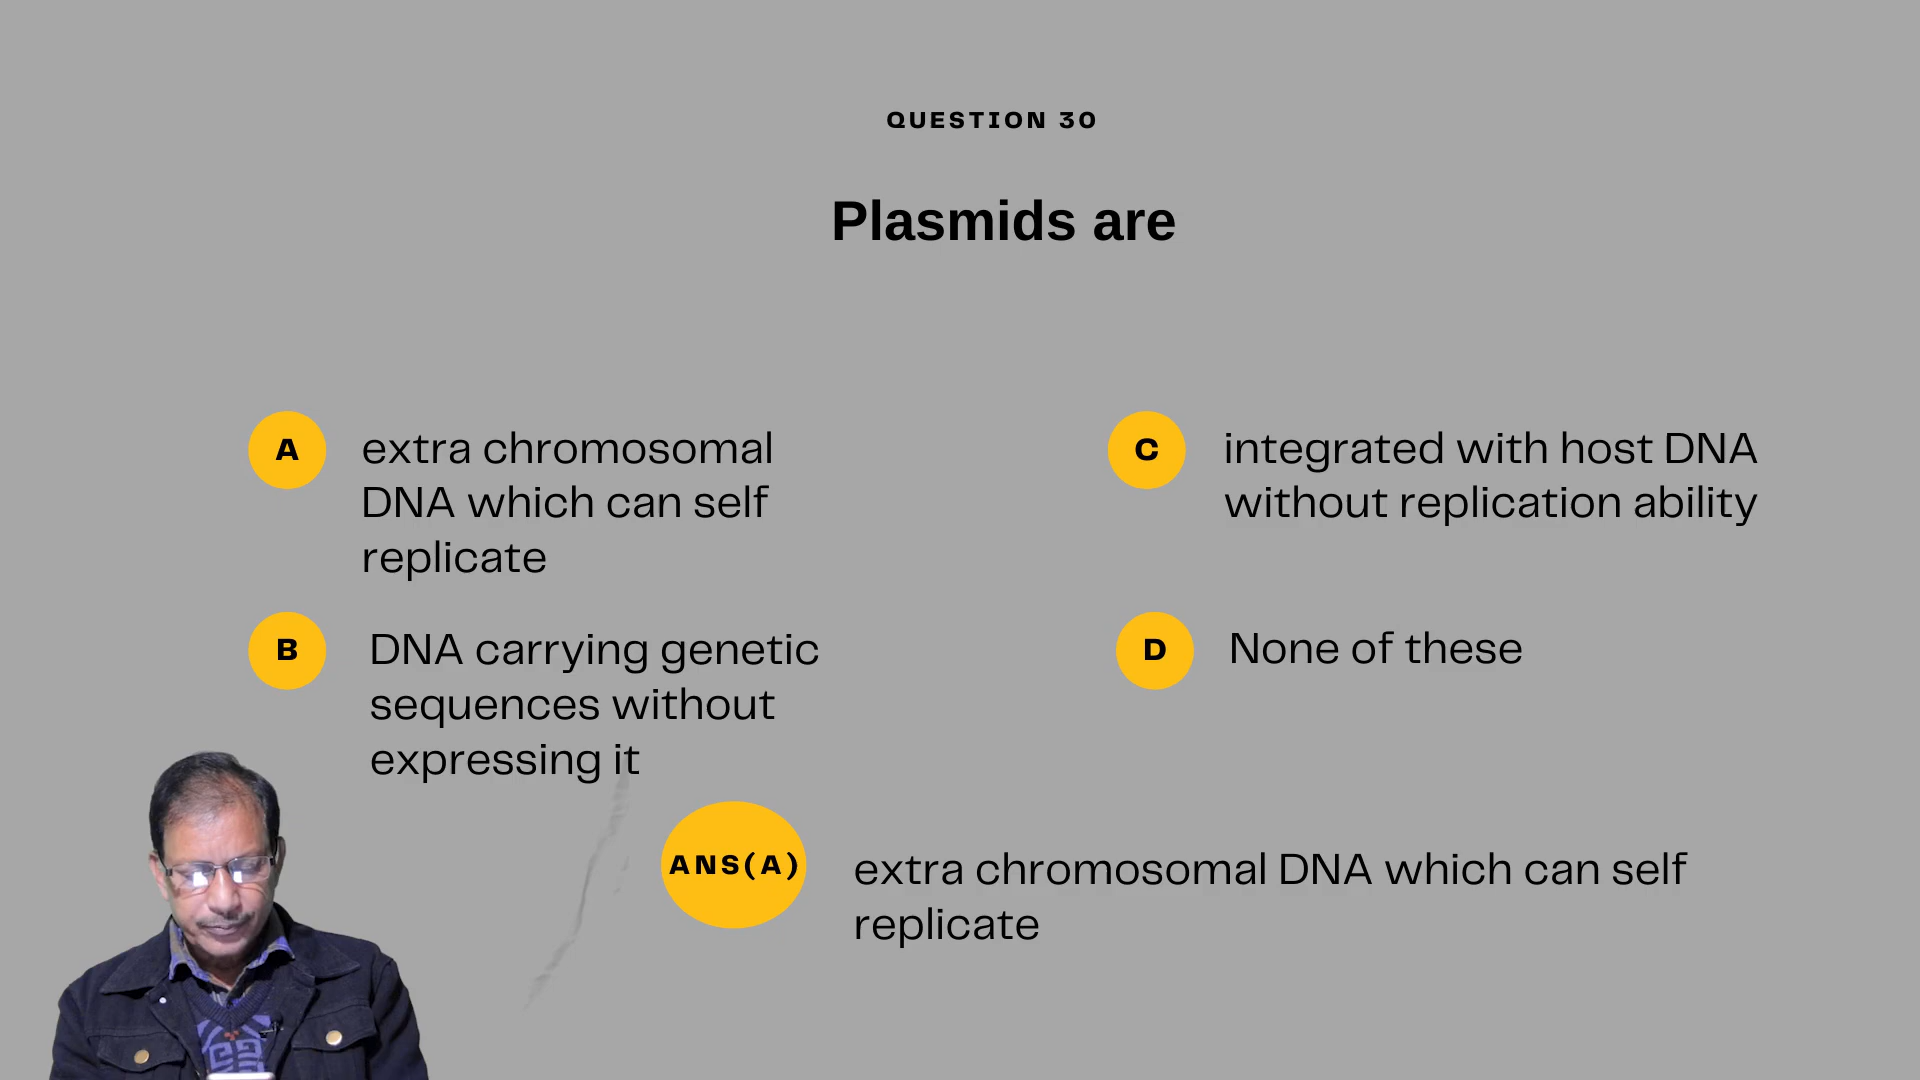 QUESTION 30
Plasmids are
A
extra chromosomal
DNA which can self
replicate
B
DNA carrying genetic
sequences without
expressing it
C
integrated with host DNA
without replication ability
D
None of these
ANS(A)
extra chromosomal DNA which can self
replicate